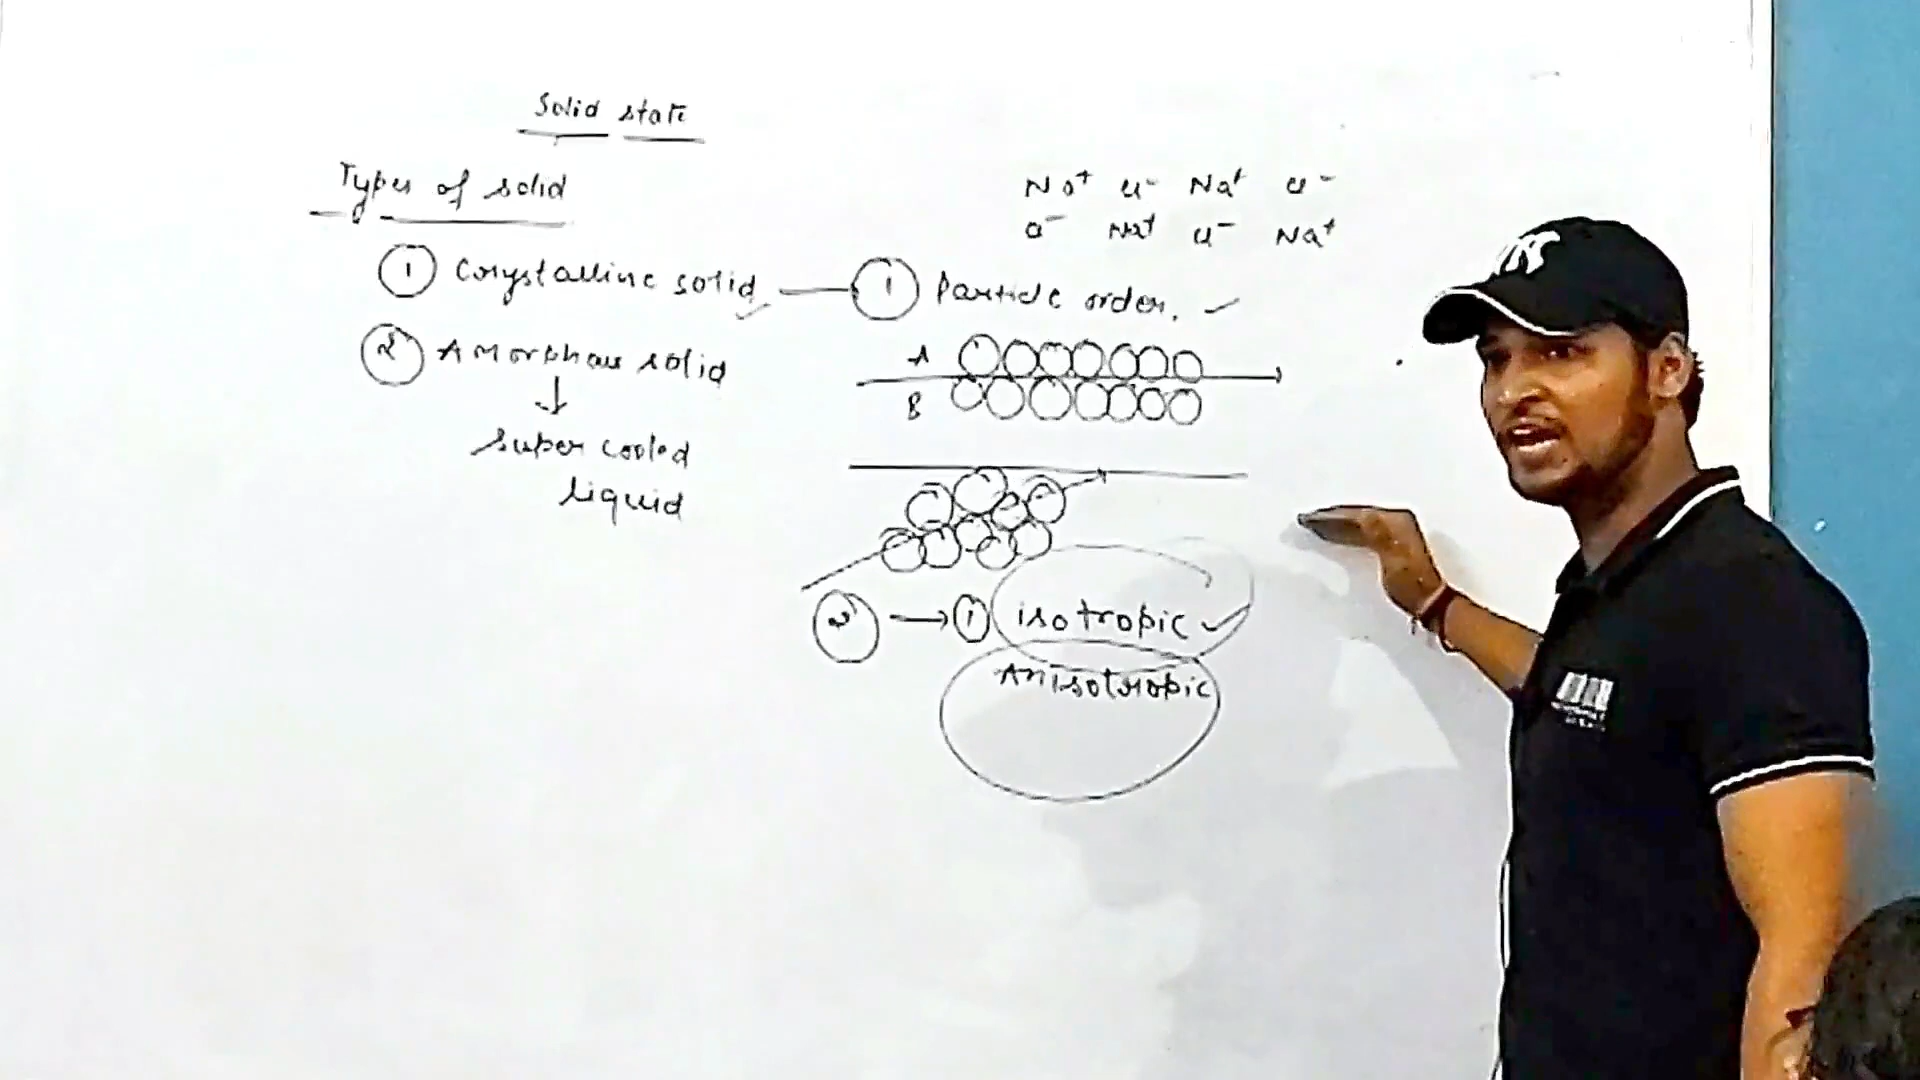 Solid state
Types of solid
① Corystalline solid
② Amorphous solid
↓
super cooled
liquid
Na+ Cl- Na+ Cl-
Cl- Na+ Cl- Na+
① Particle order.
A
B
② → ① isotropic
Anisotropic